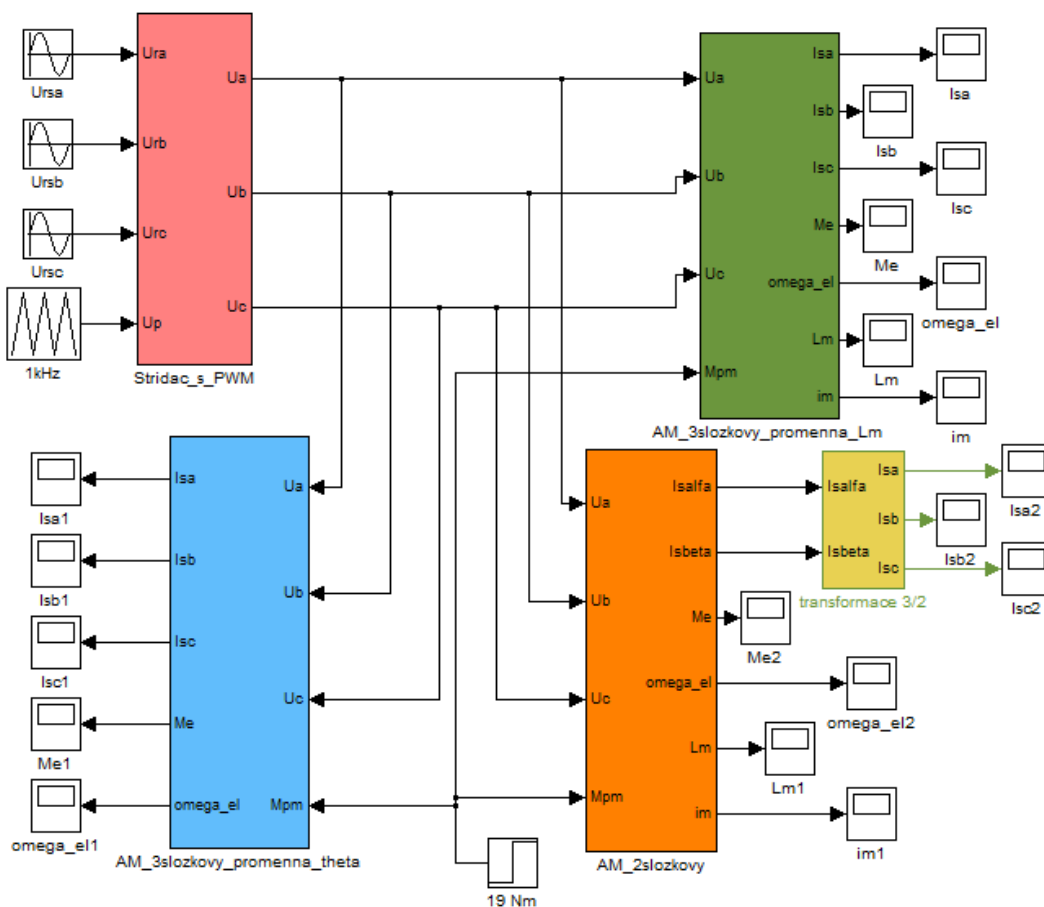 Ursa
Ursb
Ursc
1kHz
Ura
Urb
Urc
Up
Ua
Ub
Uc
Stridac_s_PWM
Ua
Ub
Uc
Mpm
Isa
Isb
Isc
Me
omega_el
Lm
im
AM_3slozkovy_promenna_Lm
Isa
Isb
Isc
Me
omega_el
Lm
im
Isa
Isb
Isc
Me
omega_el
Ua
Ub
Uc
Mpm
AM_3slozkovy_promenna_theta
Isa1
Isb1
Isc1
Me1
omega_el1
19 Nm
Ua
Ub
Uc
Mpm
Isalfa
Isbeta
Me
omega_el
Lm
im
AM_2slozkovy
Isalfa
Isbeta
Isa
Isb
Isc
transformace 3/2
Isa2
Isb2
Isc2
Me2
omega_el2
Lm1
im1